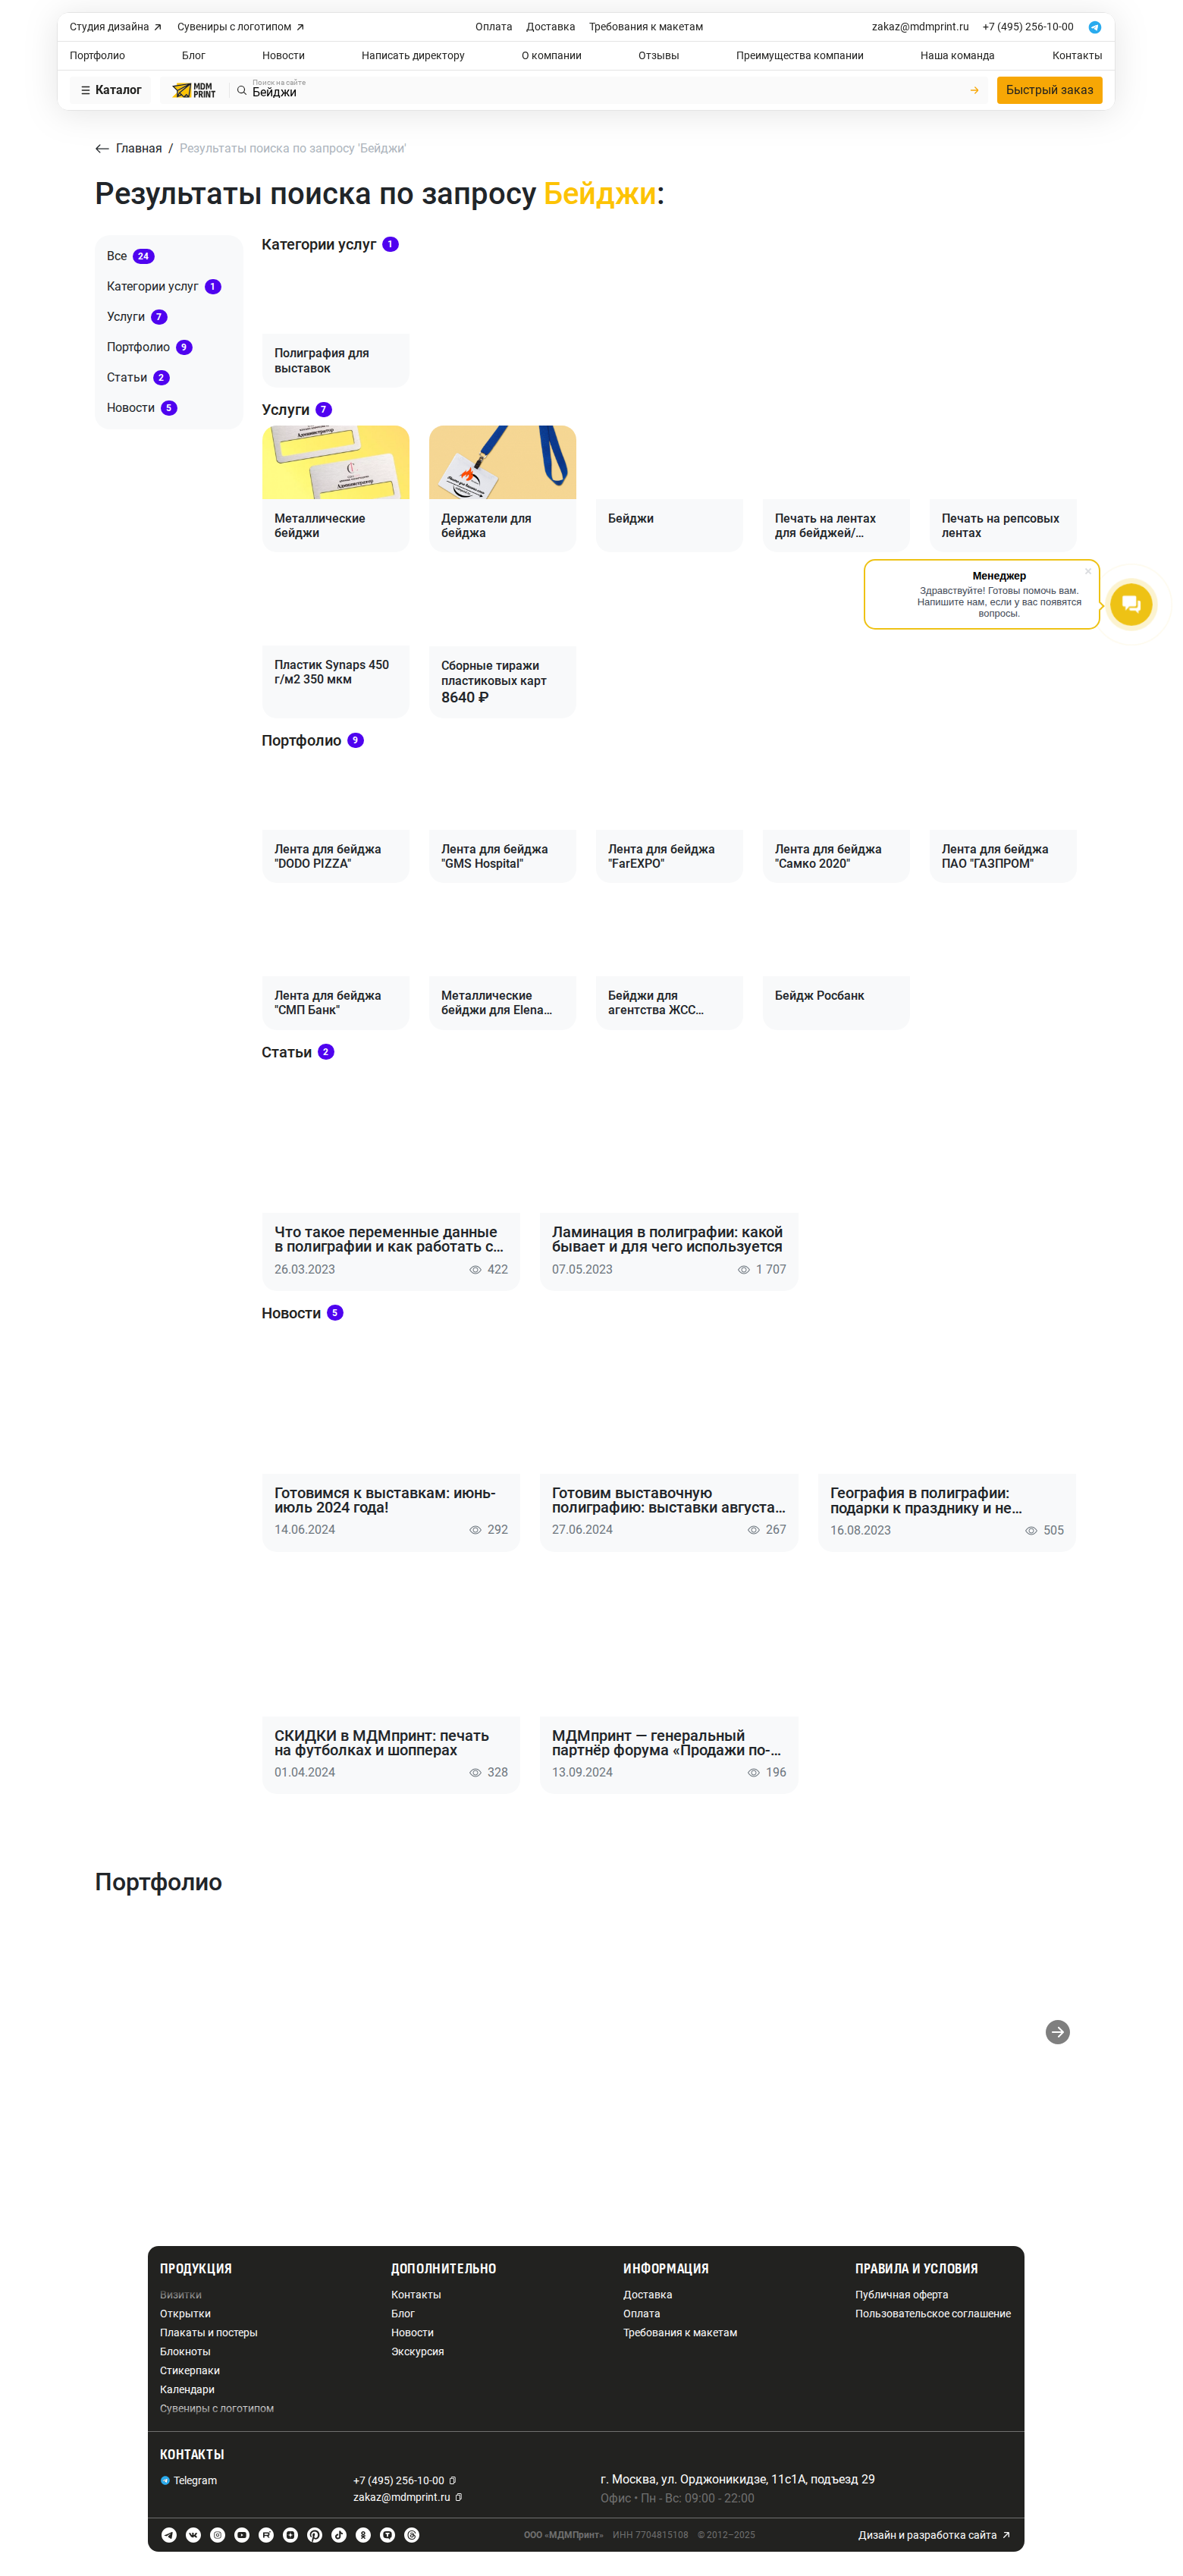 Студия дизайна
Сувениры с логотипом
Оплата
Доставка
Требования к макетам
zakaz@mdmprint.ru
+7 (495) 256-10-00
Портфолио
Блог
Новости
Написать директору
О компании
Отзывы
Преимущества компании
Наша команда
Контакты
Каталог
MDM
PRINT
Поиск на сайте
Бейджи
Быстрый заказ
Главная / Результаты поиска по запросу 'Бейджи'
Результаты поиска по запросу Бейджи:
Все 24
Категории услуг 1
Услуги 7
Портфолио 9
Статьи 2
Новости 5
Категории услуг 1
Полиграфия для
выставок
Услуги 7
Администратор
Администратор
Металлические
бейджи
Держатели для
бейджа
Бейджи
Печать на лентах
для бейджей/...
Печать на репсовых
лентах
Менеджер
Здравствуйте! Готовы помочь вам.
Напишите нам, если у вас появятся
вопросы.
Пластик Synaps 450
г/м2 350 мкм
Сборные тиражи
пластиковых карт
8640 ₽
Портфолио 9
Лента для бейджа
"DODO PIZZA"
Лента для бейджа
"GMS Hospital"
Лента для бейджа
"FarEXPO"
Лента для бейджа
"Самко 2020"
Лента для бейджа
ПАО "ГАЗПРОМ"
Лента для бейджа
"СМП Банк"
Металлические
бейджи для Elena...
Бейджи для
агентства ЖСС...
Бейдж Росбанк
Статьи 2
Что такое переменные данные
в полиграфии и как работать с...
26.03.2023
422
Ламинация в полиграфии: какой
бывает и для чего используется
07.05.2023
1 707
Новости 5
Готовимся к выставкам: июнь-
июль 2024 года!
14.06.2024
292
Готовим выставочную
полиграфию: выставки августа...
27.06.2024
267
География в полиграфии:
подарки к празднику и не...
16.08.2023
505
СКИДКИ в МДМпринт: печать
на футболках и шопперах
01.04.2024
328
МДМпринт — генеральный
партнёр форума «Продажи по-...
13.09.2024
196
Портфолио
ПРОДУКЦИЯ
Визитки
Открытки
Плакаты и постеры
Блокноты
Стикерпаки
Календари
Сувениры с логотипом
ДОПОЛНИТЕЛЬНО
Контакты
Блог
Новости
Экскурсия
ИНФОРМАЦИЯ
Доставка
Оплата
Требования к макетам
ПРАВИЛА И УСЛОВИЯ
Публичная оферта
Пользовательское соглашение
КОНТАКТЫ
Telegram
+7 (495) 256-10-00
zakaz@mdmprint.ru
г. Москва, ул. Орджоникидзе, 11с1А, подъезд 29
Офис • Пн - Вс: 09:00 - 22:00
ООО «МДМПринт» ИНН 7704815108 © 2012–2025
Дизайн и разработка сайта